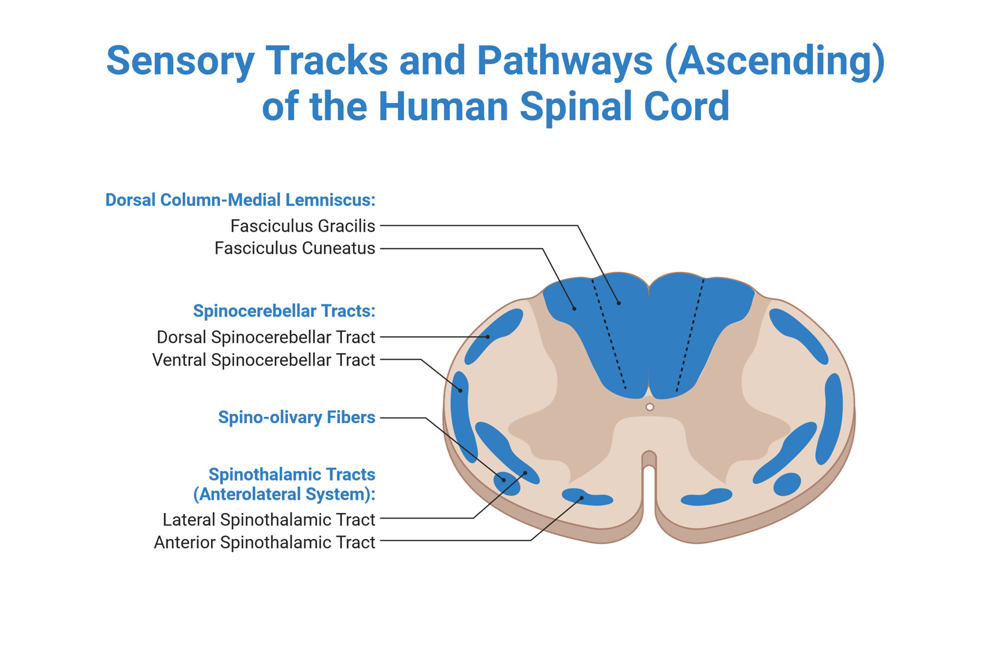 Sensory Tracks and Pathways (Ascending)
of the Human Spinal Cord
Dorsal Column-Medial Lemniscus:
Fasciculus Gracilis
Fasciculus Cuneatus
Spinocerebellar Tracts:
Dorsal Spinocerebellar Tract
Ventral Spinocerebellar Tract
Spino-olivary Fibers
Spinothalamic Tracts
(Anterolateral System):
Lateral Spinothalamic Tract
Anterior Spinothalamic Tract